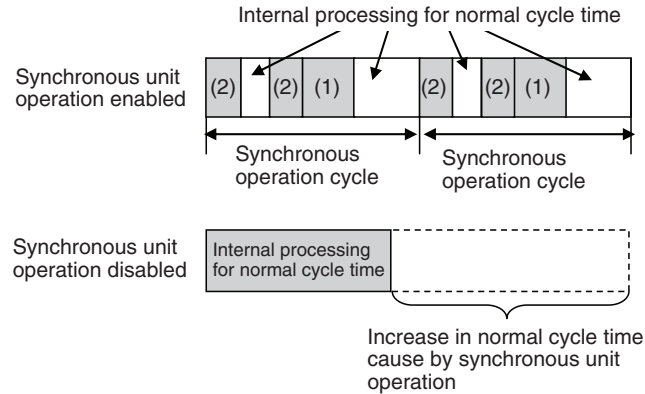 Internal processing for normal cycle time
Synchronous unit
operation enabled
(2) (2) (1) (2) (2) (1)
Synchronous
operation cycle
Synchronous
operation cycle
Synchronous unit
operation disabled
Internal processing
for normal cycle time
Increase in normal cycle time
cause by synchronous unit
operation